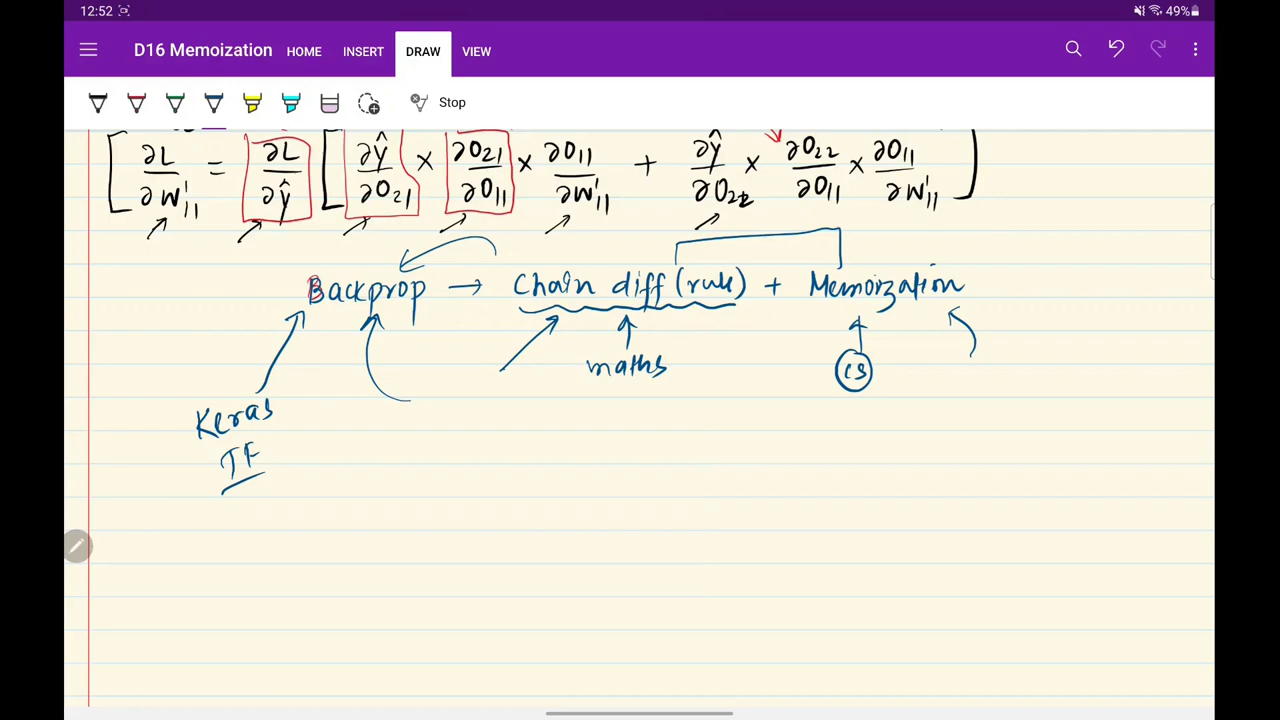 12:52 49%
D16 Memoization HOME INSERT DRAW VIEW
Stop
[ ∂L/∂W'₁₁ = ∂L/∂ŷ [ ∂ŷ/∂O₂₁ × ∂O₂₁/∂O₁₁ × ∂O₁₁/∂W'₁₁ + ∂ŷ/∂O₂₂ × ∂O₂₂/∂O₁₁ × ∂O₁₁/∂W'₁₁ ]
Backprop → Chain diff (rule) + Memoization
maths cs
Keras
TF